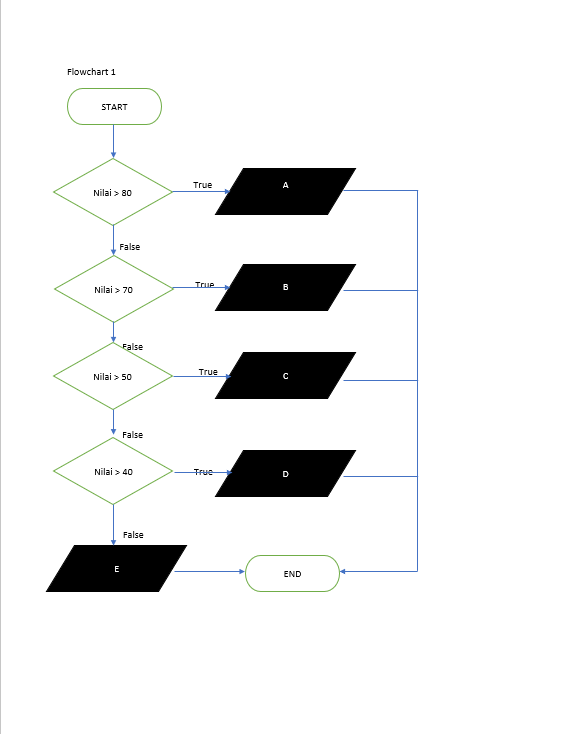 Flowchart 1
START
Nilai > 80
True
A
False
Nilai > 70
True
B
False
Nilai > 50
True
C
False
Nilai > 40
True
D
False
E
END